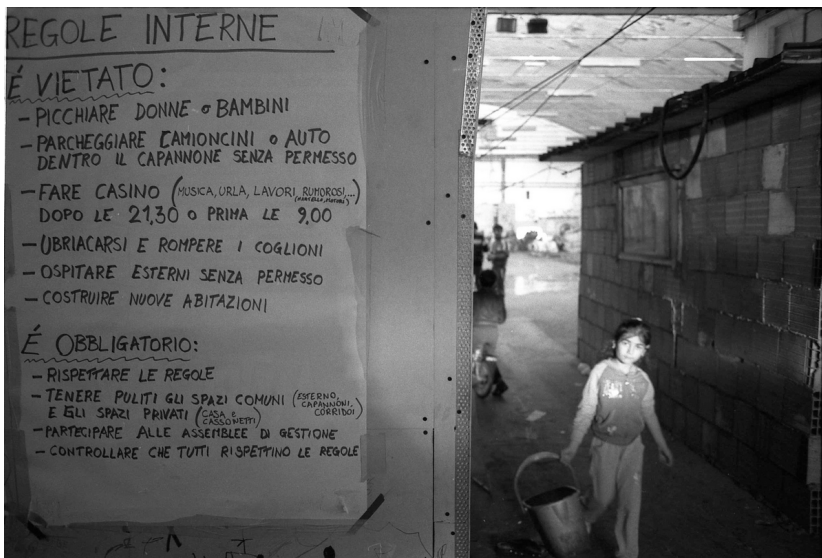 REGOLE INTERNE
É VIETATO:
- PICCHIARE DONNE o BAMBINI
- PARCHEGGIARE CAMIONCINI o AUTO
DENTRO IL CAPANNONE SENZA PERMESSO
- FARE CASINO (MUSICA, URLA, LAVORI RUMOROSI,...)
DOPO LE 21,30 O PRIMA LE 9,00
- UBRIACARSI E ROMPERE I COGLIONI
- OSPITARE ESTERNI SENZA PERMESSO
- COSTRUIRE NUOVE ABITAZIONI
É OBBLIGATORIO:
- RISPETTARE LE REGOLE
- TENERE PULITI GLI SPAZI COMUNI (ESTERNO, CAPANNONI, CORRIDOI)
E GLI SPAZI PRIVATI (CASA E CASSONETTI)
- PARTECIPARE ALLE ASSEMBLEE DI GESTIONE
- CONTROLLARE CHE TUTTI RISPETTINO LE REGOLE